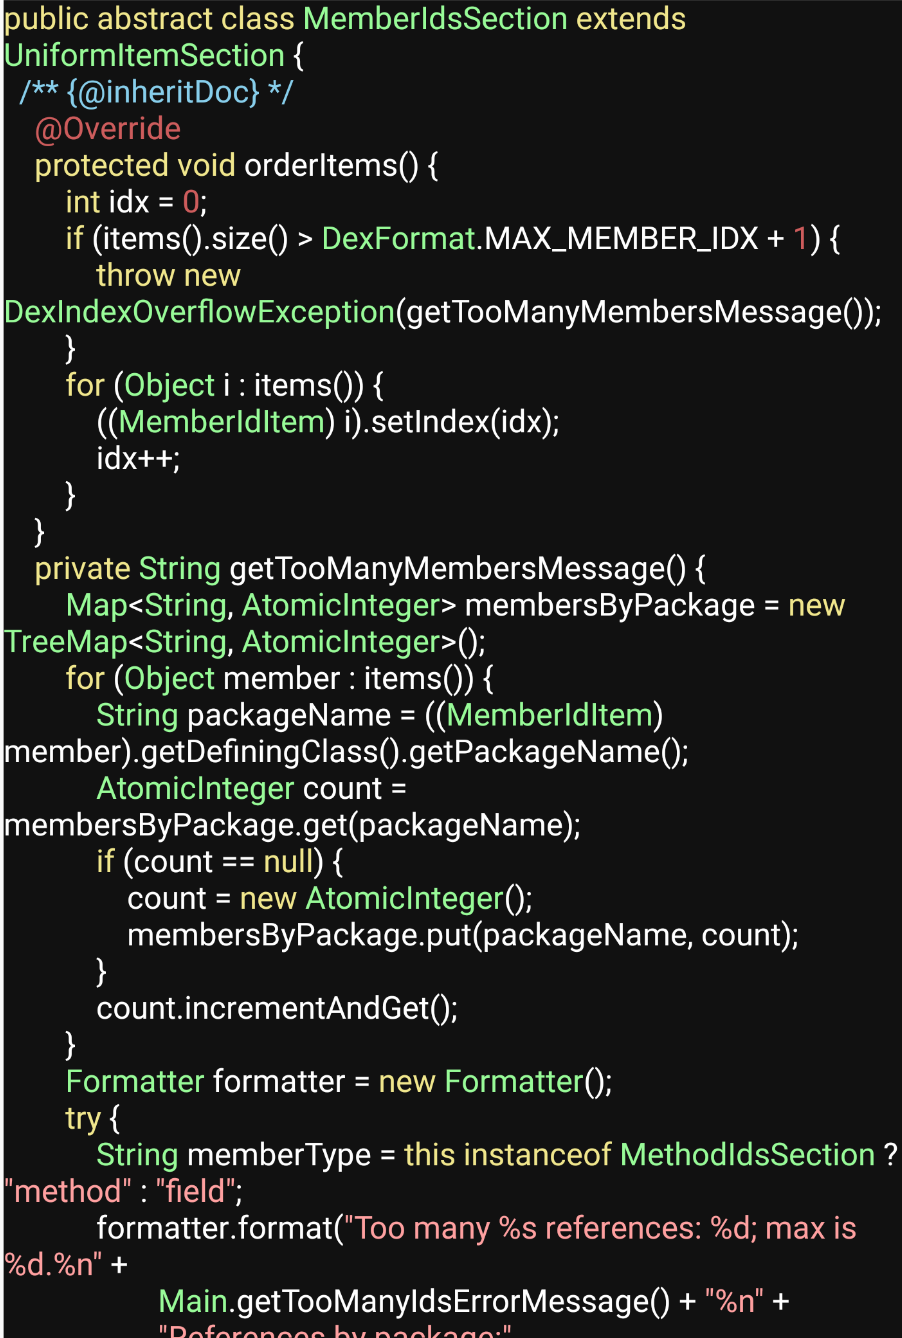 public abstract class MemberIdsSection extends
UniformItemSection {
/** {@inheritDoc} */
@Override
protected void orderItems() {
int idx = 0;
if (items().size() > DexFormat.MAX_MEMBER_IDX + 1) {
throw new
DexIndexOverflowException(getTooManyMembersMessage());
}
for (Object i : items()) {
((MemberIdItem) i).setIndex(idx);
idx++;
}
}
private String getTooManyMembersMessage() {
Map<String, AtomicInteger> membersByPackage = new
TreeMap<String, AtomicInteger>();
for (Object member : items()) {
String packageName = ((MemberIdItem)
member).getDefiningClass().getPackageName();
AtomicInteger count =
membersByPackage.get(packageName);
if (count == null) {
count = new AtomicInteger();
membersByPackage.put(packageName, count);
}
count.incrementAndGet();
}
Formatter formatter = new Formatter();
try {
String memberType = this instanceof MethodIdsSection ?
"method" : "field";
formatter.format("Too many %s references: %d; max is
%d.%n" +
Main.getTooManyIdsErrorMessage() + "%n" +
"References by package:"